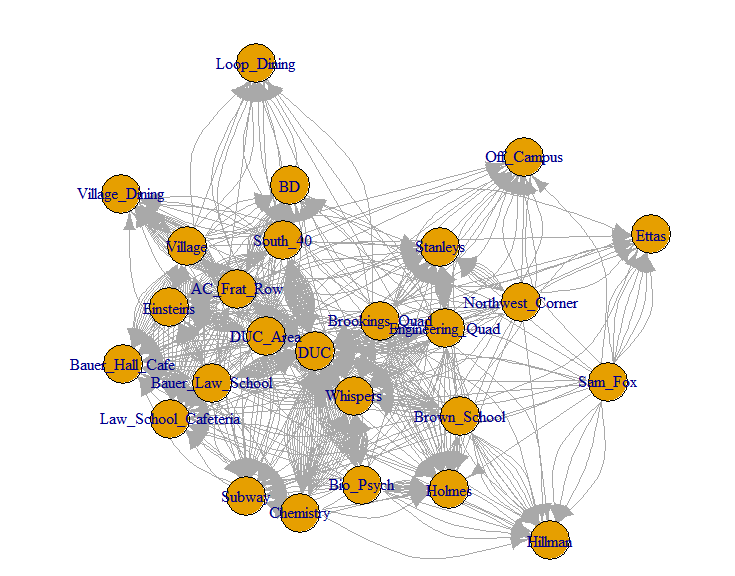 Loop_Dining
Off_Campus
BD
Village_Dining
Ettas
South_40
Village
Stanleys
AC_Frat_Row
Northwest_Corner
Einsteins
Brookings_Quad
Engineering_Quad
DUC_Area
DUC
Bauer_Hall_Cafe
Bauer_Law_School
Sam_Fox
Whispers
Law_School_Cafeteria
Brown_School
Bio_Psych
Holmes
Subway
Chemistry
Hillman